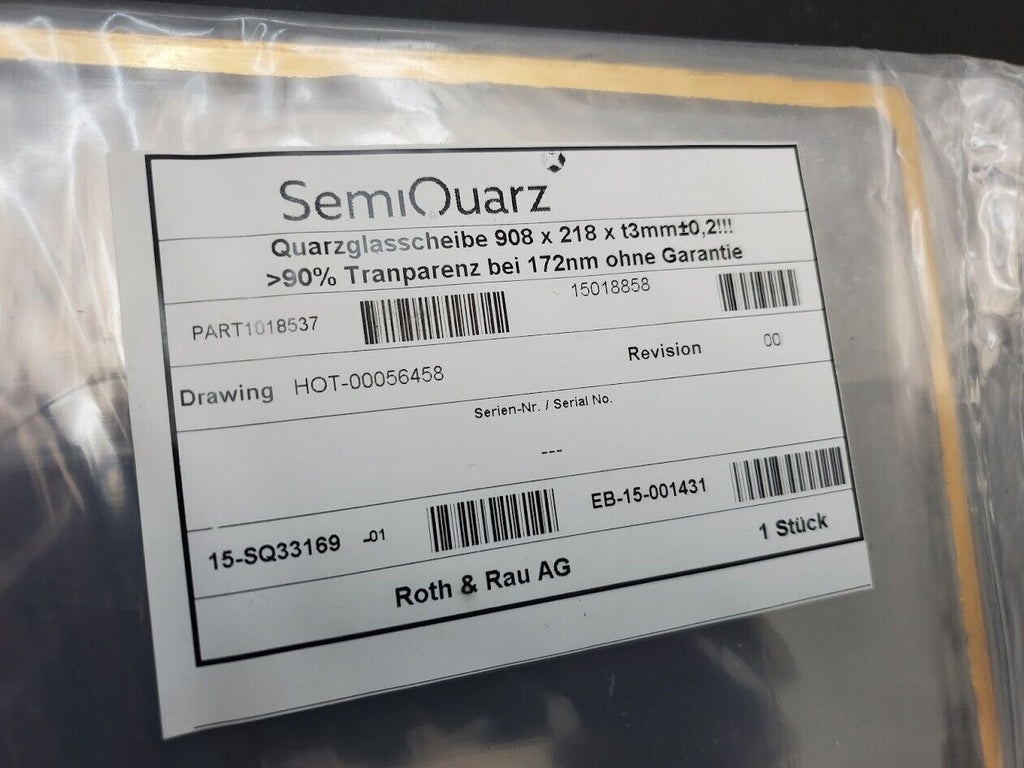 SemiQuarz
Quarzglasscheibe 908 x 218 x t3mm±0,2!!!
>90% Tranparenz bei 172nm ohne Garantie
PART1018537 15018858
Drawing HOT-00056458 Revision 00
Serien-Nr. / Serial No.
---
15-SQ33169 -01 EB-15-001431
Roth & Rau AG 1 Stück